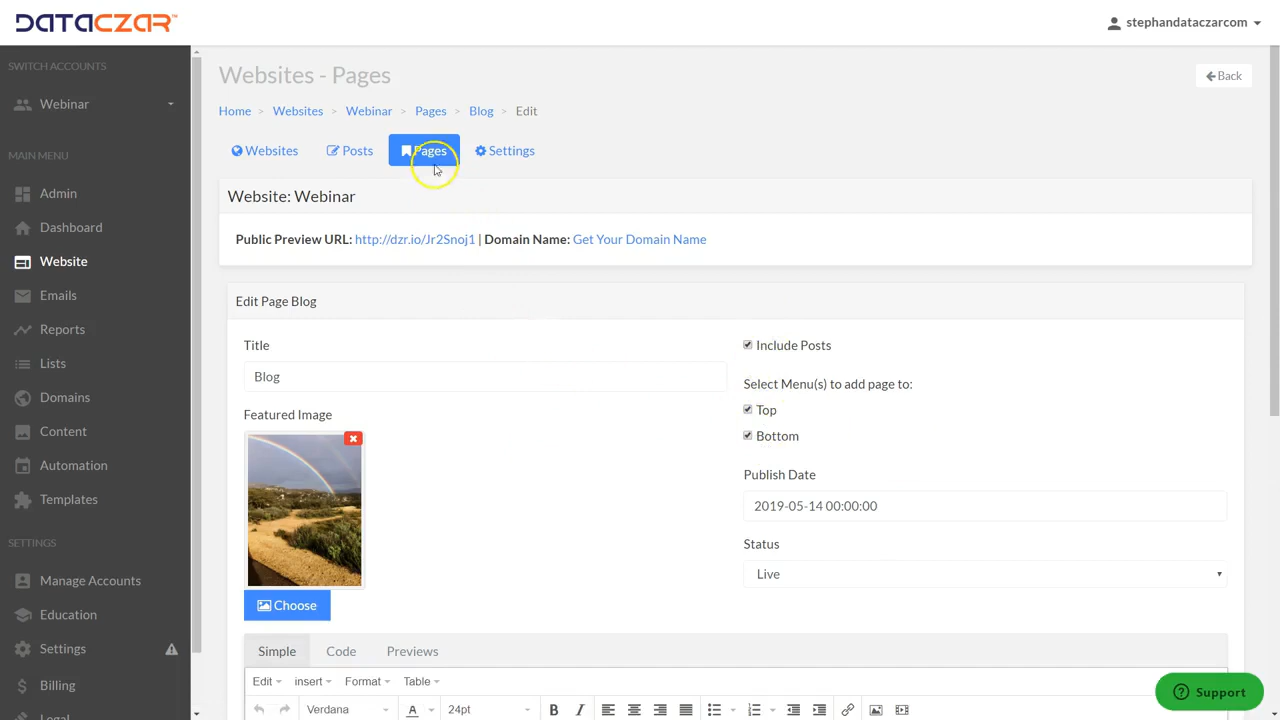 DATACZAR™
stephandataczarcom
SWITCH ACCOUNTS
Webinar
MAIN MENU
Admin
Dashboard
Website
Emails
Reports
Lists
Domains
Content
Automation
Templates
SETTINGS
Manage Accounts
Education
Settings
Billing
Legal
Websites - Pages
Back
Home > Websites > Webinar > Pages > Blog > Edit
Websites Posts Pages Settings
Website: Webinar
Public Preview URL: http://dzr.io/Jr2Snoj1 | Domain Name: Get Your Domain Name
Edit Page Blog
Title
Blog
Featured Image
Choose
Include Posts
Select Menu(s) to add page to:
Top
Bottom
Publish Date
2019-05-14 00:00:00
Status
Live
Simple Code Previews
Edit Insert Format Table
Verdana A 24pt B I
Support